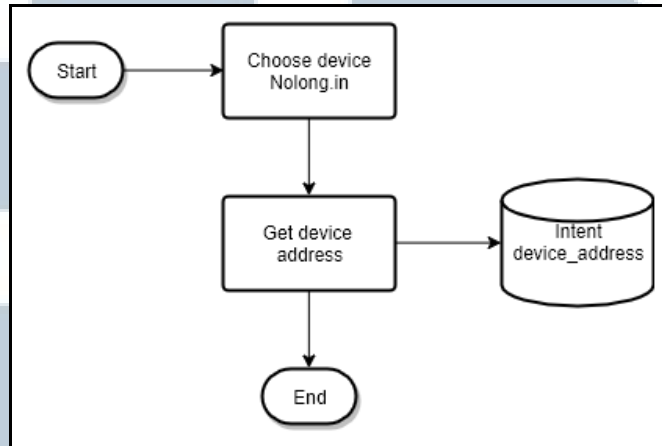 Start
Choose device
Nolong.in
Get device
address
Intent
device_address
End